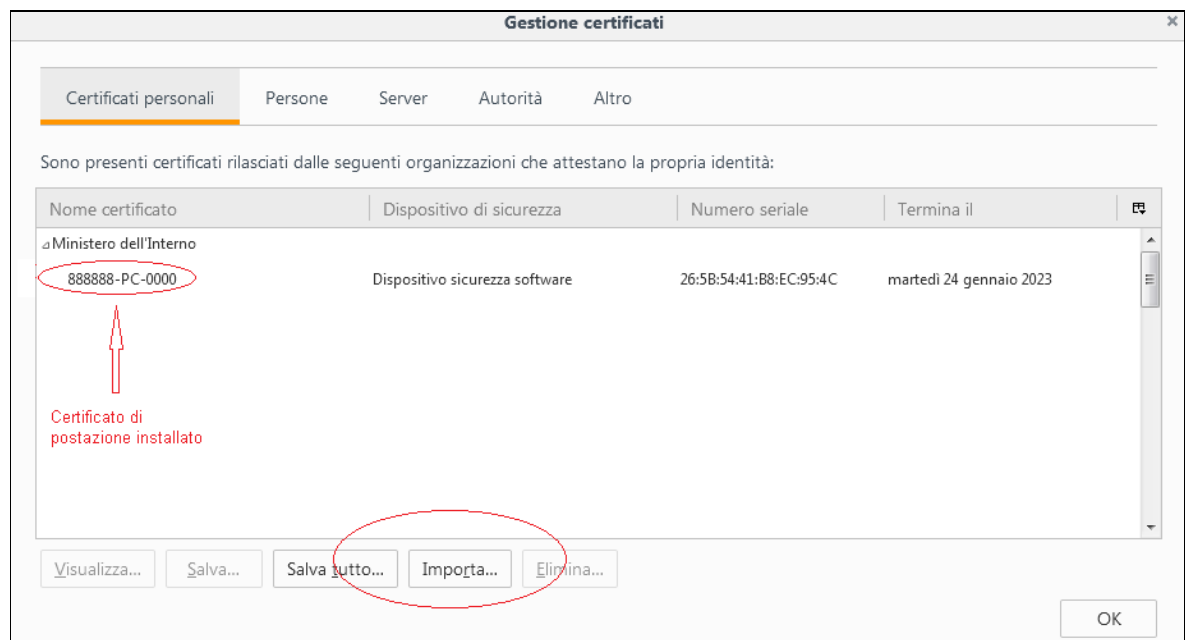 Gestione certificati
Certificati personali Persone Server Autorità Altro
Sono presenti certificati rilasciati dalle seguenti organizzazioni che attestano la propria identità:
Nome certificato Dispositivo di sicurezza Numero seriale Termina il
Ministero dell'Interno
888888-PC-0000 Dispositivo sicurezza software 26:5B:54:41:B8:EC:95:4C martedì 24 gennaio 2023
Certificato di
postazione installato
Visualizza... Salva... Salva tutto... Importa... Elimina...
OK